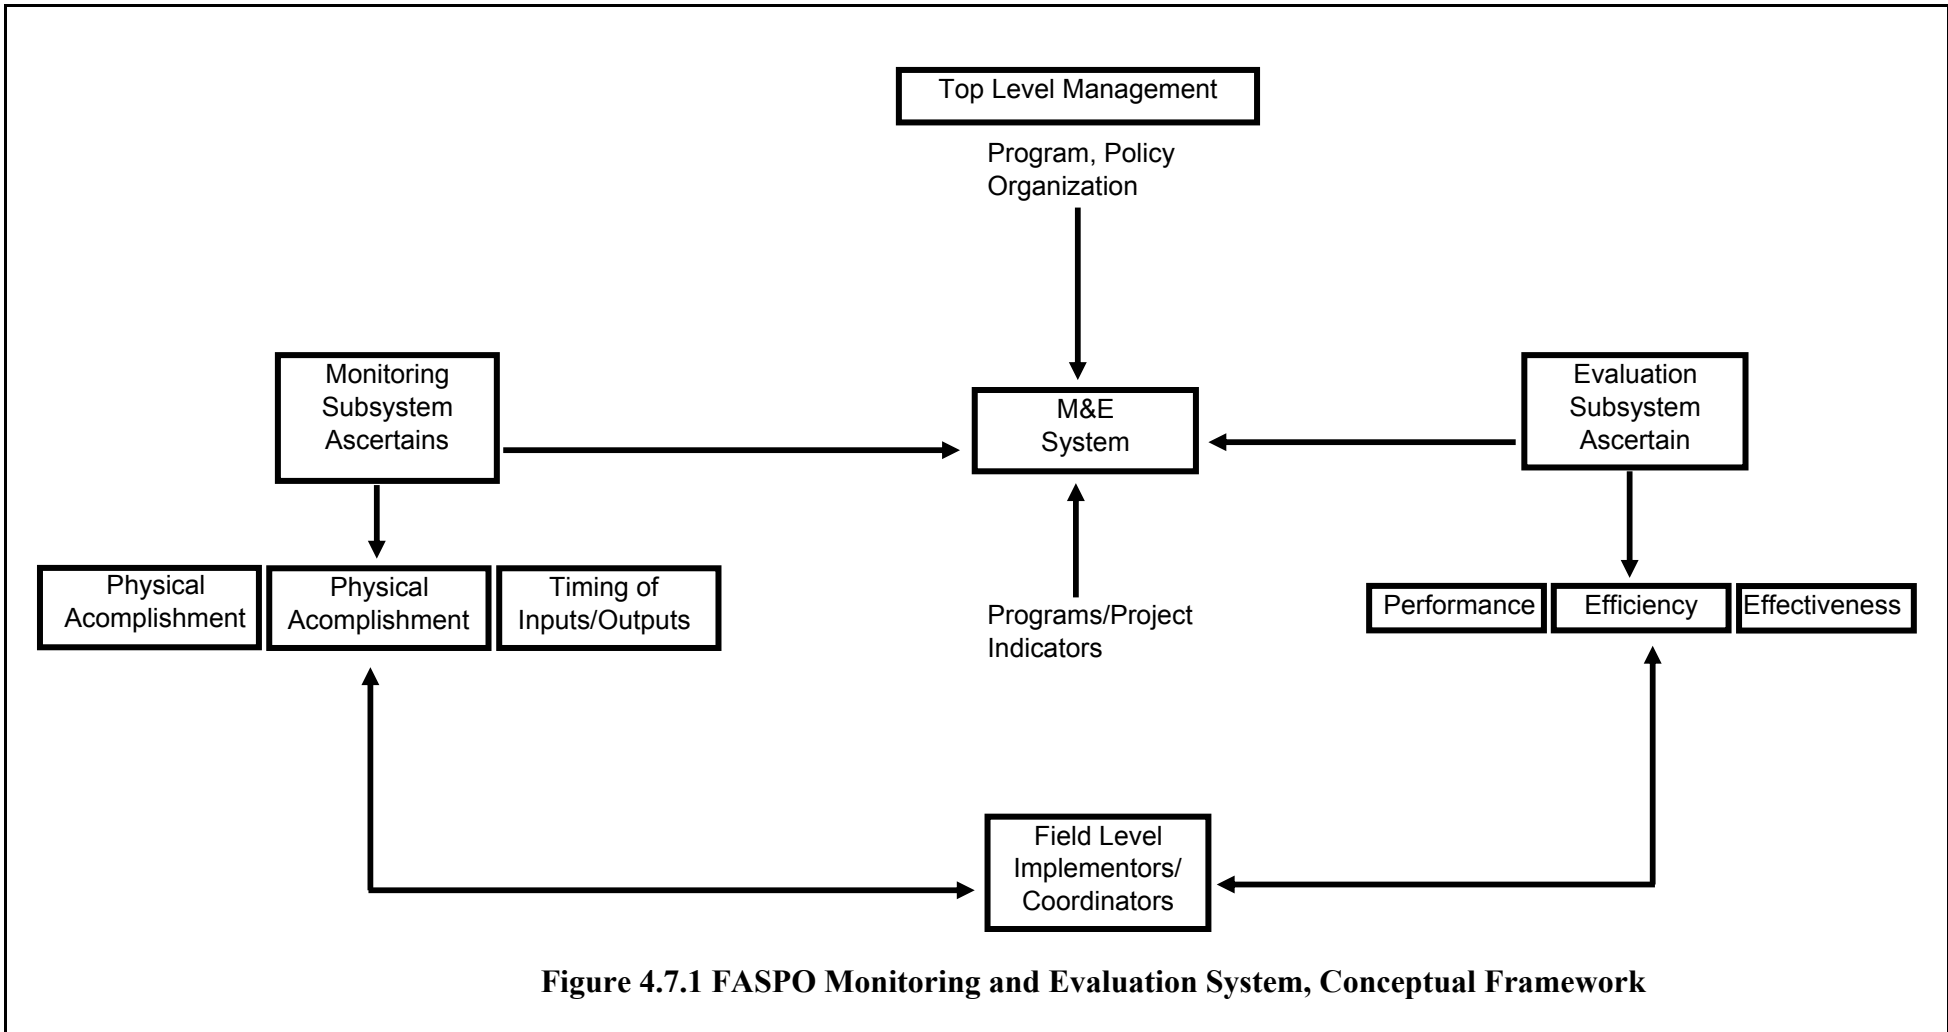 Top Level Management
Program, Policy
Organization
Monitoring
Subsystem
Ascertains
M&E
System
Evaluation
Subsystem
Ascertain
Physical
Acomplishment
Physical
Acomplishment
Timing of
Inputs/Outputs
Programs/Project
Indicators
Performance
Efficiency
Effectiveness
Field Level
Implementors/
Coordinators
Figure 4.7.1 FASPO Monitoring and Evaluation System, Conceptual Framework